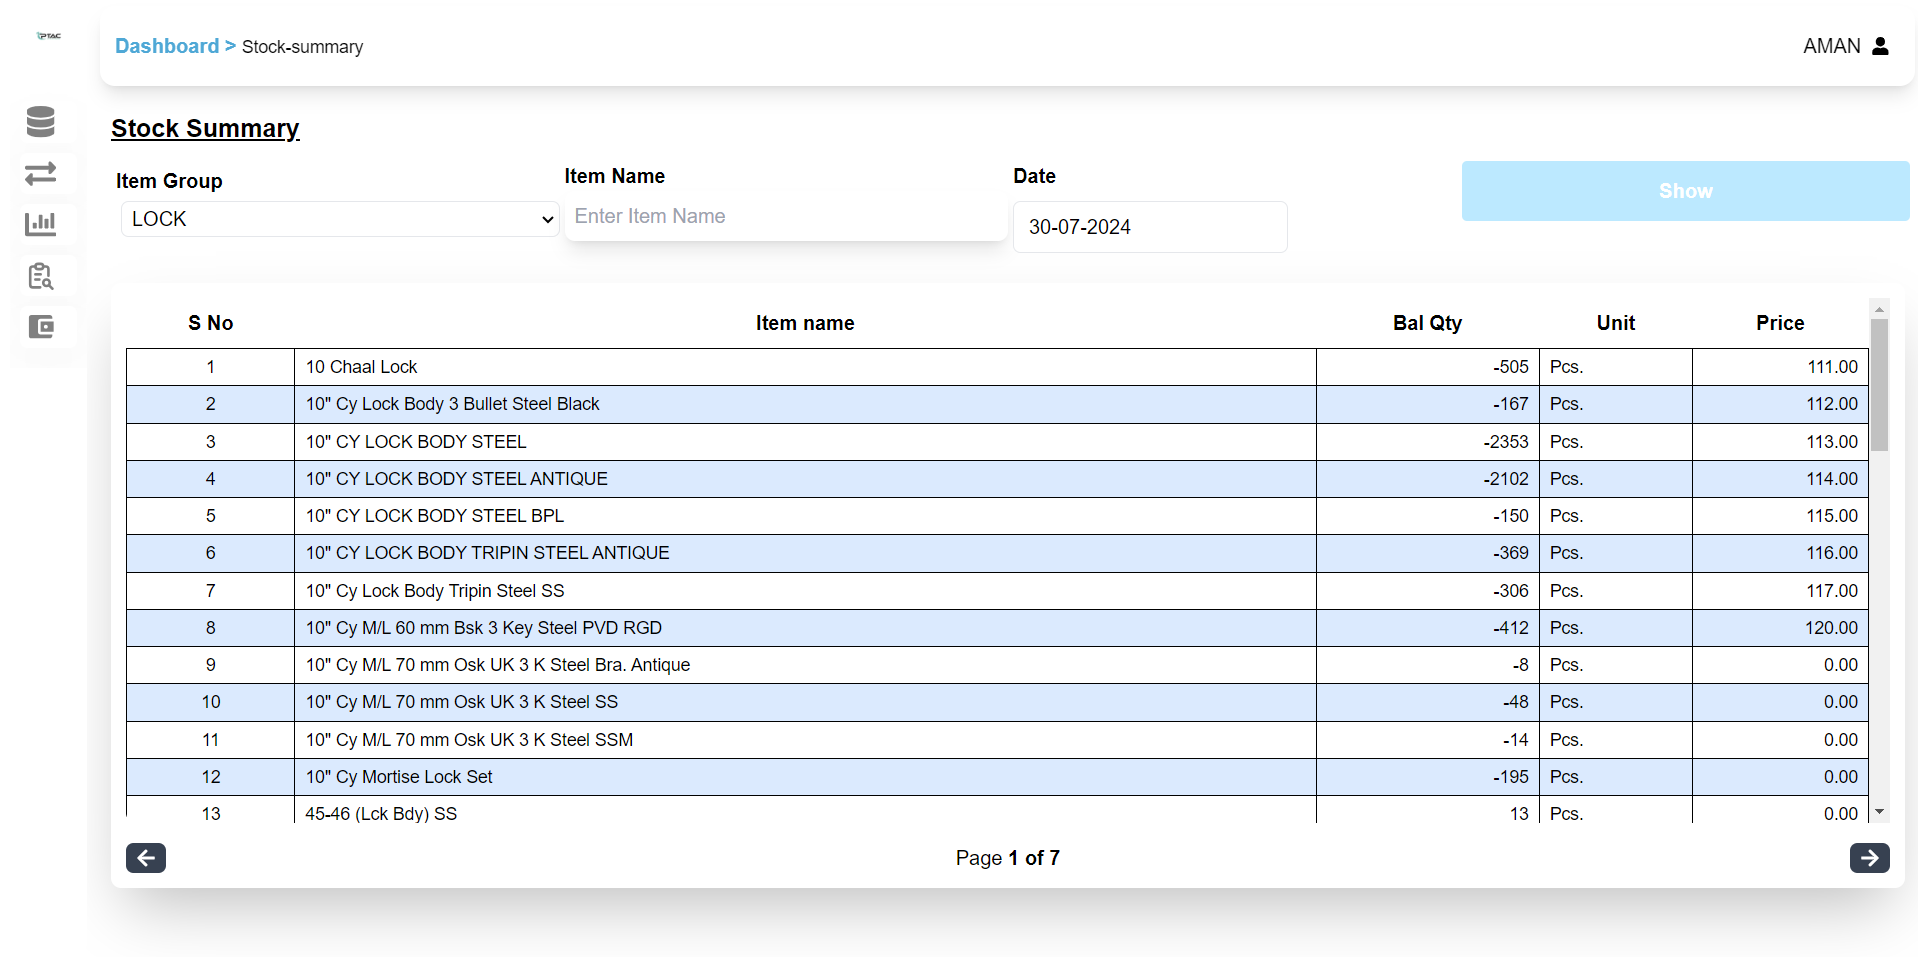 PTAC
Dashboard > Stock-summary
AMAN
Stock Summary
Item Group
Item Name
Date
Show
LOCK
Enter Item Name
30-07-2024
S No Item name Bal Qty Unit Price
1 10 Chaal Lock -505 Pcs. 111.00
2 10" Cy Lock Body 3 Bullet Steel Black -167 Pcs. 112.00
3 10" CY LOCK BODY STEEL -2353 Pcs. 113.00
4 10" CY LOCK BODY STEEL ANTIQUE -2102 Pcs. 114.00
5 10" CY LOCK BODY STEEL BPL -150 Pcs. 115.00
6 10" CY LOCK BODY TRIPIN STEEL ANTIQUE -369 Pcs. 116.00
7 10" Cy Lock Body Tripin Steel SS -306 Pcs. 117.00
8 10" Cy M/L 60 mm Bsk 3 Key Steel PVD RGD -412 Pcs. 120.00
9 10" Cy M/L 70 mm Osk UK 3 K Steel Bra. Antique -8 Pcs. 0.00
10 10" Cy M/L 70 mm Osk UK 3 K Steel SS -48 Pcs. 0.00
11 10" Cy M/L 70 mm Osk UK 3 K Steel SSM -14 Pcs. 0.00
12 10" Cy Mortise Lock Set -195 Pcs. 0.00
13 45-46 (Lck Bdy) SS 13 Pcs. 0.00
Page 1 of 7